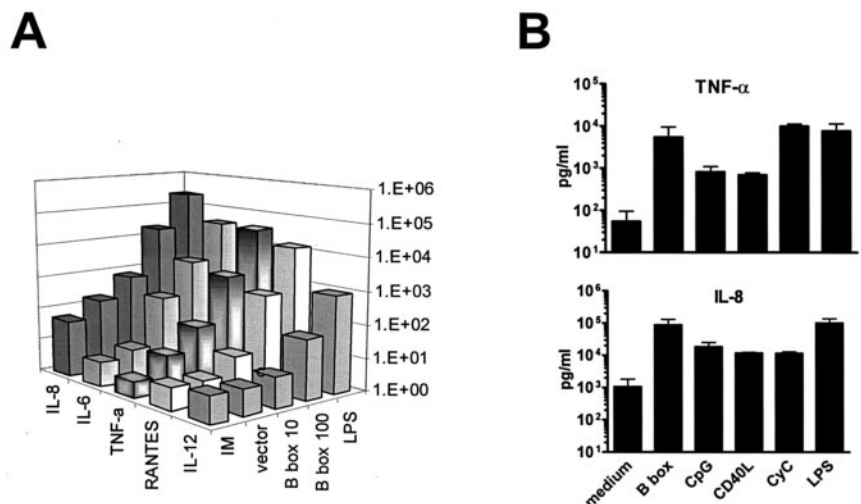 A
1.E+06
1.E+05
1.E+04
1.E+03
1.E+02
1.E+01
1.E+00
IL-8
IL-6
TNF-a
RANTES
IL-12
IM
vector
B box 10
B box 100
LPS
B
TNF-α
pg/ml
10⁵
10⁴
10³
10²
10¹
IL-8
pg/ml
10⁶
10⁵
10⁴
10³
10²
10¹
medium
B box
CpG
CD40L
CyC
LPS